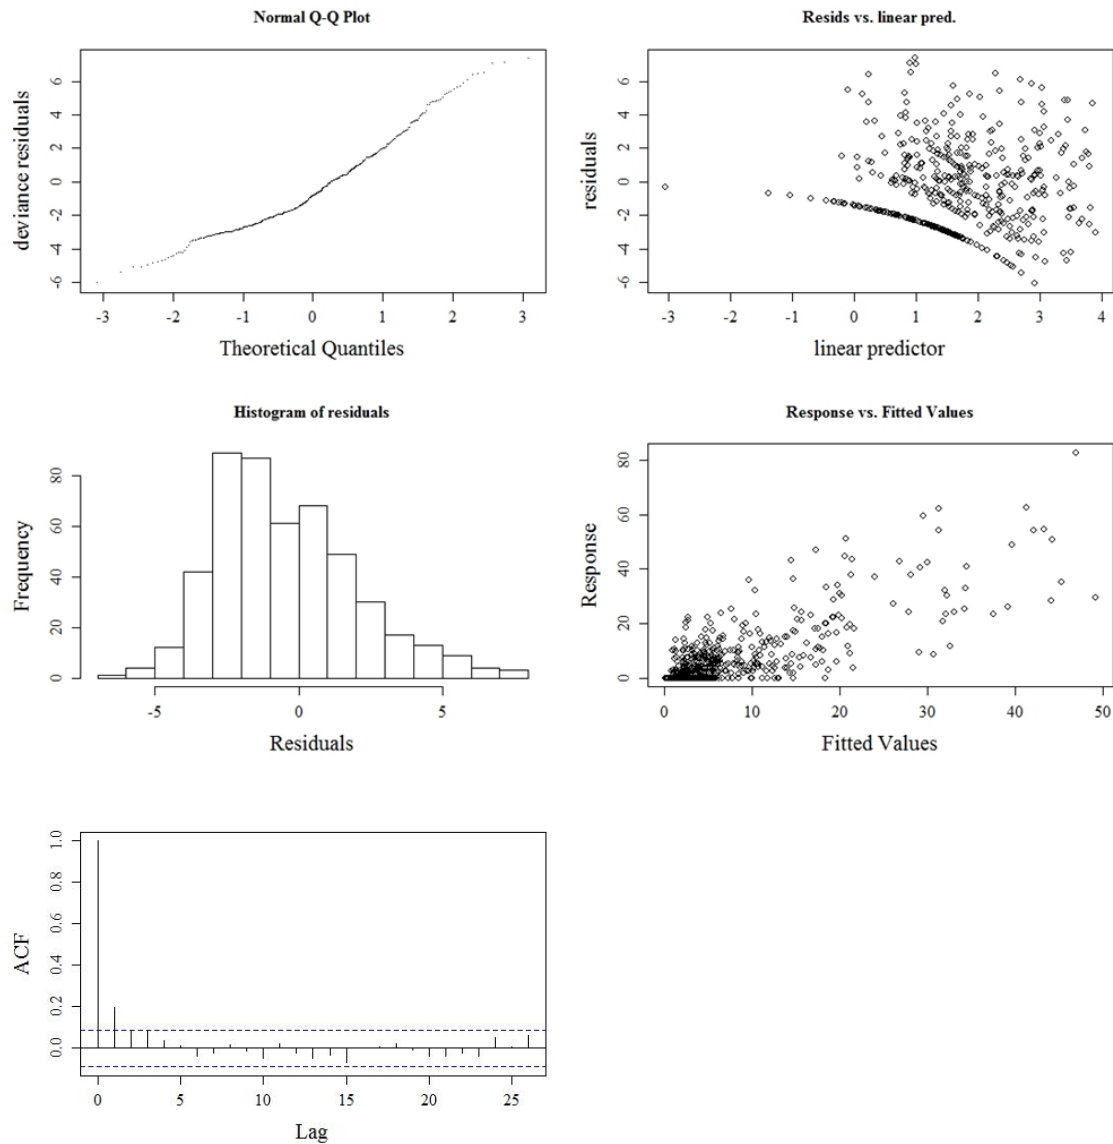 Normal Q-Q Plot
deviance residuals
6
4
2
0
-2
-4
-6
-3 -2 -1 0 1 2 3
Theoretical Quantiles
Resids vs. linear pred.
residuals
6
4
2
0
-2
-4
-6
-3 -2 -1 0 1 2 3 4
linear predictor
Histogram of residuals
Frequency
80
60
40
20
0
-5 0 5
Residuals
Response vs. Fitted Values
Response
80
60
40
20
0
0 10 20 30 40 50
Fitted Values
ACF
1.0
0.8
0.6
0.4
0.2
0.0
0 5 10 15 20 25
Lag